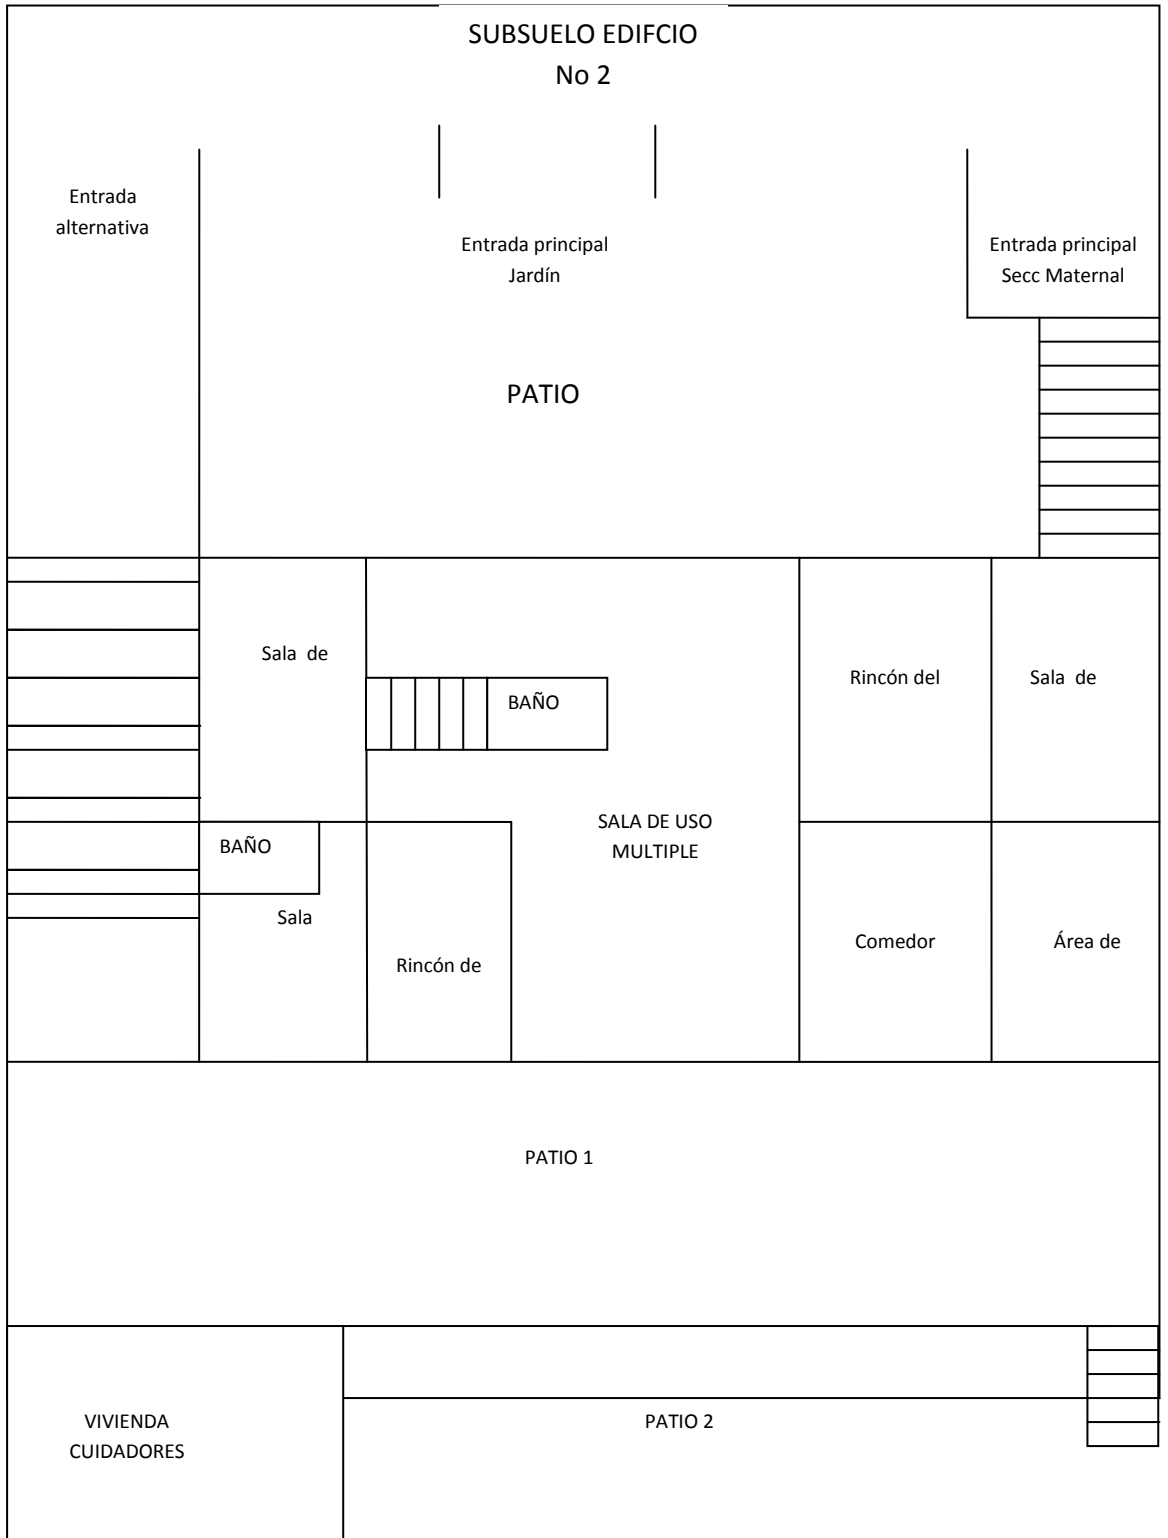 SUBSUELO EDIFCIO
No 2
Entrada
alternativa
Entrada principal
Jardín
Entrada principal
Secc Maternal
PATIO
Sala de
BAÑO
Rincón del
Sala de
SALA DE USO
MULTIPLE
BAÑO
Sala
Rincón de
Comedor
Área de
PATIO 1
VIVIENDA
CUIDADORES
PATIO 2